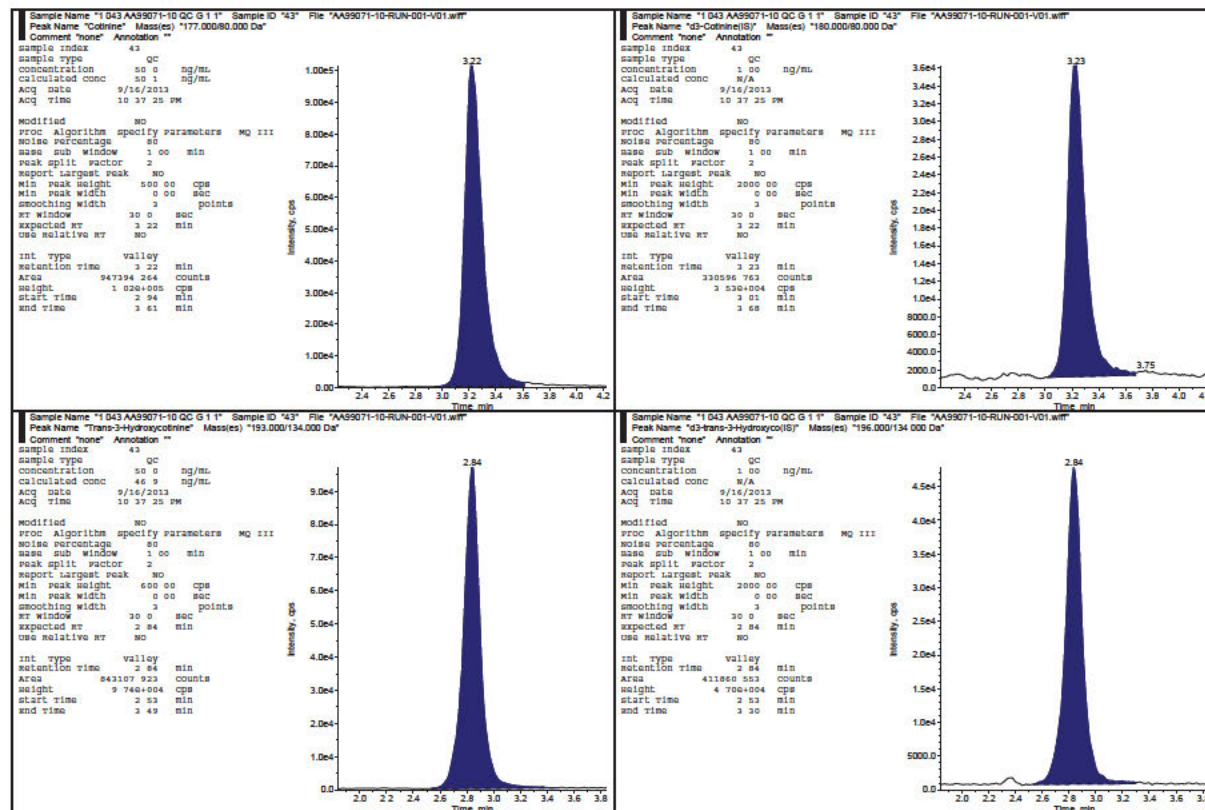 Sample Name "1 043 AA99071-10 QC G 1 1" Sample ID "43" File "AA99071-10-RUN-001-V01.wiff"
Peak Name "Cotinine" Mass(es) "177.000/80.000 Da"
Comment "none" Annotation ""
Sample Index 43
Sample Type QC
Concentration 50 0 ng/mL
Calculated Conc 50 1 ng/mL
Acq Date 9/16/2013
Acq Time 10 37 25 PM
Modified NO
Proc Algorithm Specify Parameters MQ III
Noise Percentage 80
Base Sub Window 1 00 min
Peak Split Factor 2
Report Largest Peak NO
Min Peak Height 500 00 cps
Min Peak Width 0 00 sec
Smoothing Width 3 points
RT Window 30 0 sec
Expected RT 3 22 min
Use Relative RT NO
Int Type Valley
Retention Time 3 22 min
Area 947394 264 counts
Height 1 02e+005 cps
Start Time 2 94 min
End Time 3 61 min
3.22
1.00e5
9.00e4
8.00e4
7.00e4
6.00e4
5.00e4
4.00e4
3.00e4
2.00e4
1.00e4
0.00
Intensity, cps
2.4 2.6 2.8 3.0 3.2 3.4 3.6 3.8 4.0 4.2
Time, min
Sample Name "1 043 AA99071-10 QC G 1 1" Sample ID "43" File "AA99071-10-RUN-001-V01.wiff"
Peak Name "d3-Cotinine(IS)" Mass(es) "180.000/80.000 Da"
Comment "none" Annotation ""
Sample Index 43
Sample Type QC
Concentration 1 00 ng/mL
Calculated Conc N/A
Acq Date 9/16/2013
Acq Time 10 37 25 PM
Modified NO
Proc Algorithm Specify Parameters MQ III
Noise Percentage 80
Base Sub Window 1 00 min
Peak Split Factor 2
Report Largest Peak NO
Min Peak Height 2000 00 cps
Min Peak Width 0 00 sec
Smoothing Width 3 points
RT Window 30 0 sec
Expected RT 3 22 min
Use Relative RT NO
Int Type Valley
Retention Time 3 23 min
Area 330596 763 counts
Height 3 53e+004 cps
Start Time 3 01 min
End Time 3 68 min
3.23
3.6e4
3.4e4
3.2e4
3.0e4
2.8e4
2.6e4
2.4e4
2.2e4
2.0e4
1.8e4
1.6e4
1.4e4
1.2e4
1.0e4
8000.0
6000.0
4000.0
2000.0
0.0
3.75
Intensity, cps
2.4 2.6 2.8 3.0 3.2 3.4 3.6 3.8 4.0
Time, min
Sample Name "1 043 AA99071-10 QC G 1 1" Sample ID "43" File "AA99071-10-RUN-001-V01.wiff"
Peak Name "Trans-3-Hydroxycotinine" Mass(es) "193.000/134.000 Da"
Comment "none" Annotation ""
Sample Index 43
Sample Type QC
Concentration 50 0 ng/mL
Calculated Conc 46 9 ng/mL
Acq Date 9/16/2013
Acq Time 10 37 25 PM
Modified NO
Proc Algorithm Specify Parameters MQ III
Noise Percentage 80
Base Sub Window 1 00 min
Peak Split Factor 2
Report Largest Peak NO
Min Peak Height 600 00 cps
Min Peak Width 0 00 sec
Smoothing Width 3 points
RT Window 30 0 sec
Expected RT 2 84 min
Use Relative RT NO
Int Type Valley
Retention Time 2 84 min
Area 843107 923 counts
Height 9 74e+004 cps
Start Time 2 53 min
End Time 3 49 min
2.84
9.0e4
8.0e4
7.0e4
6.0e4
5.0e4
4.0e4
3.0e4
2.0e4
1.0e4
0.0
Intensity, cps
2.0 2.2 2.4 2.6 2.8 3.0 3.2 3.4 3.6 3.8
Time, min
Sample Name "1 043 AA99071-10 QC G 1 1" Sample ID "43" File "AA99071-10-RUN-001-V01.wiff"
Peak Name "d3-trans-3-Hydroxyco(IS)" Mass(es) "196.000/134 000 Da"
Comment "none" Annotation ""
Sample Index 43
Sample Type QC
Concentration 1 00 ng/mL
Calculated Conc N/A
Acq Date 9/16/2013
Acq Time 10 37 25 PM
Modified NO
Proc Algorithm Specify Parameters MQ III
Noise Percentage 80
Base Sub Window 1 00 min
Peak Split Factor 2
Report Largest Peak NO
Min Peak Height 2000 00 cps
Min Peak Width 0 00 sec
Smoothing Width 3 points
RT Window 30 0 sec
Expected RT 2 84 min
Use Relative RT NO
Int Type Valley
Retention Time 2 84 min
Area 411860 553 counts
Height 4 70e+004 cps
Start Time 2 53 min
End Time 3 30 min
2.84
4.5e4
4.0e4
3.5e4
3.0e4
2.5e4
2.0e4
1.5e4
1.0e4
5000.0
0.0
Intensity, cps
2.0 2.2 2.4 2.6 2.8 3.0 3.2 3.4 3.6 3.8
Time, min